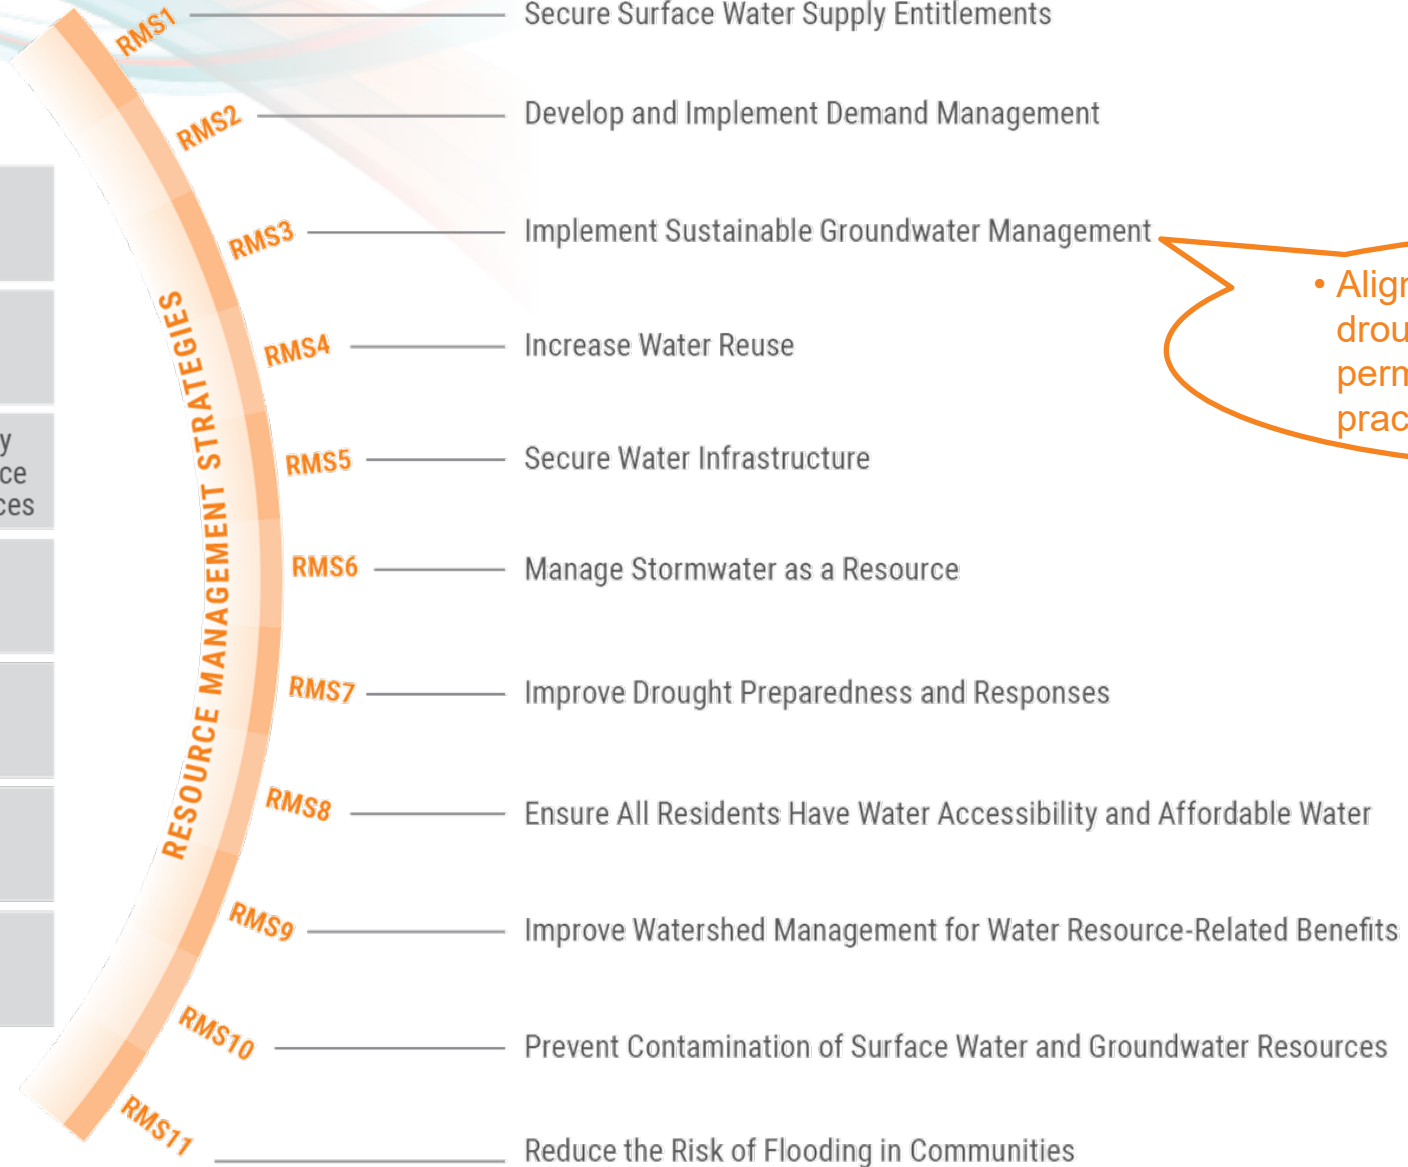 RMS1 Secure Surface Water Supply Entitlements
RMS2 Develop and Implement Demand Management
RMS3 Implement Sustainable Groundwater Management
RMS4 Increase Water Reuse
RMS5 Secure Water Infrastructure
RMS6 Manage Stormwater as a Resource
RMS7 Improve Drought Preparedness and Responses
RMS8 Ensure All Residents Have Water Accessibility and Affordable Water
RMS9 Improve Watershed Management for Water Resource-Related Benefits
RMS10 Prevent Contamination of Surface Water and Groundwater Resources
RMS11 Reduce the Risk of Flooding in Communities
RESOURCE MANAGEMENT STRATEGIES
y
ce
ces
• Align
drou
perm
prac